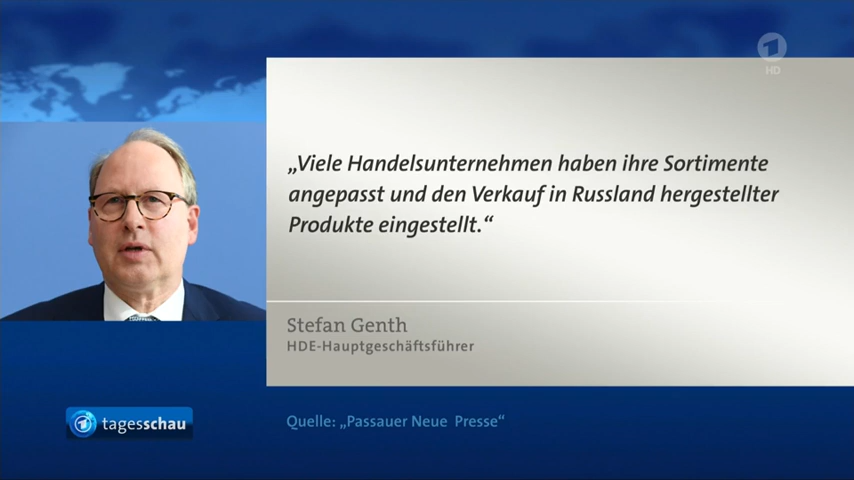 HD
„Viele Handelsunternehmen haben ihre Sortimente
angepasst und den Verkauf in Russland hergestellter
Produkte eingestellt.“
Stefan Genth
HDE-Hauptgeschäftsführer
tagesschau
Quelle: „Passauer Neue Presse“